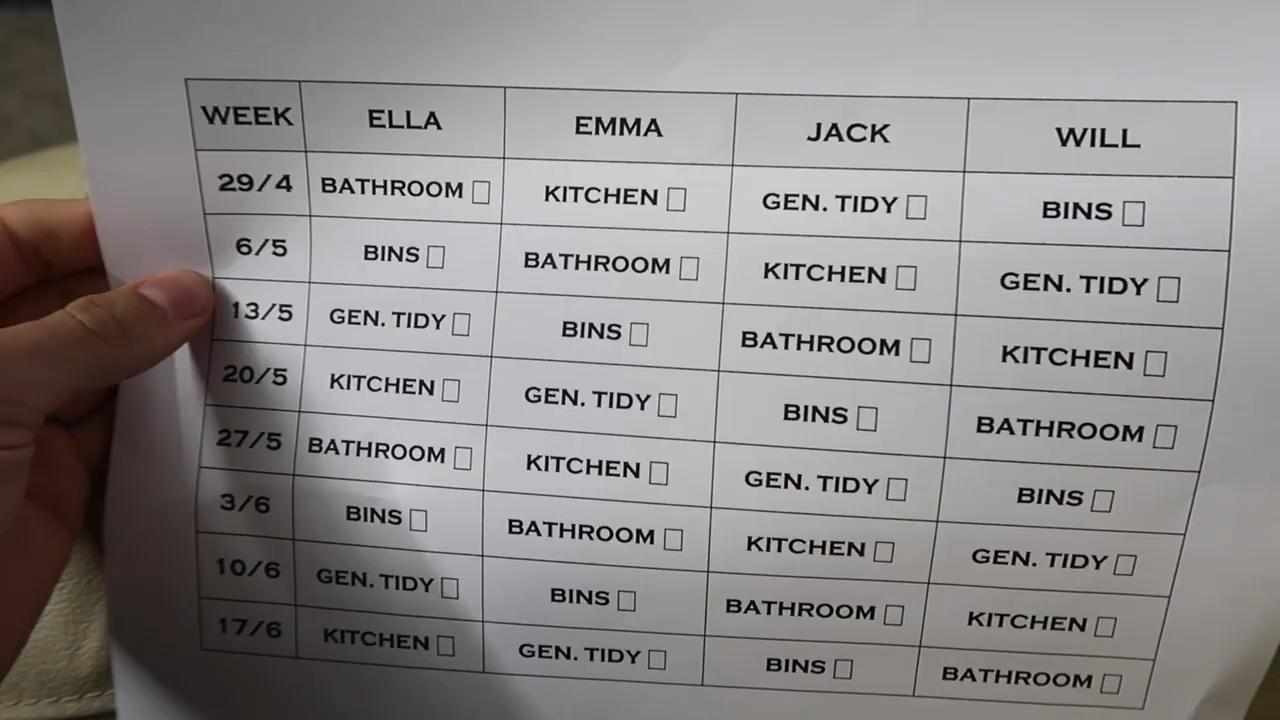 WEEK ELLA EMMA JACK WILL
29/4 BATHROOM ☐ KITCHEN ☐ GEN. TIDY ☐ BINS ☐
6/5 BINS ☐ BATHROOM ☐ KITCHEN ☐ GEN. TIDY ☐
13/5 GEN. TIDY ☐ BINS ☐ BATHROOM ☐ KITCHEN ☐
20/5 KITCHEN ☐ GEN. TIDY ☐ BINS ☐ BATHROOM ☐
27/5 BATHROOM ☐ KITCHEN ☐ GEN. TIDY ☐ BINS ☐
3/6 BINS ☐ BATHROOM ☐ KITCHEN ☐ GEN. TIDY ☐
10/6 GEN. TIDY ☐ BINS ☐ BATHROOM ☐ KITCHEN ☐
17/6 KITCHEN ☐ GEN. TIDY ☐ BINS ☐ BATHROOM ☐